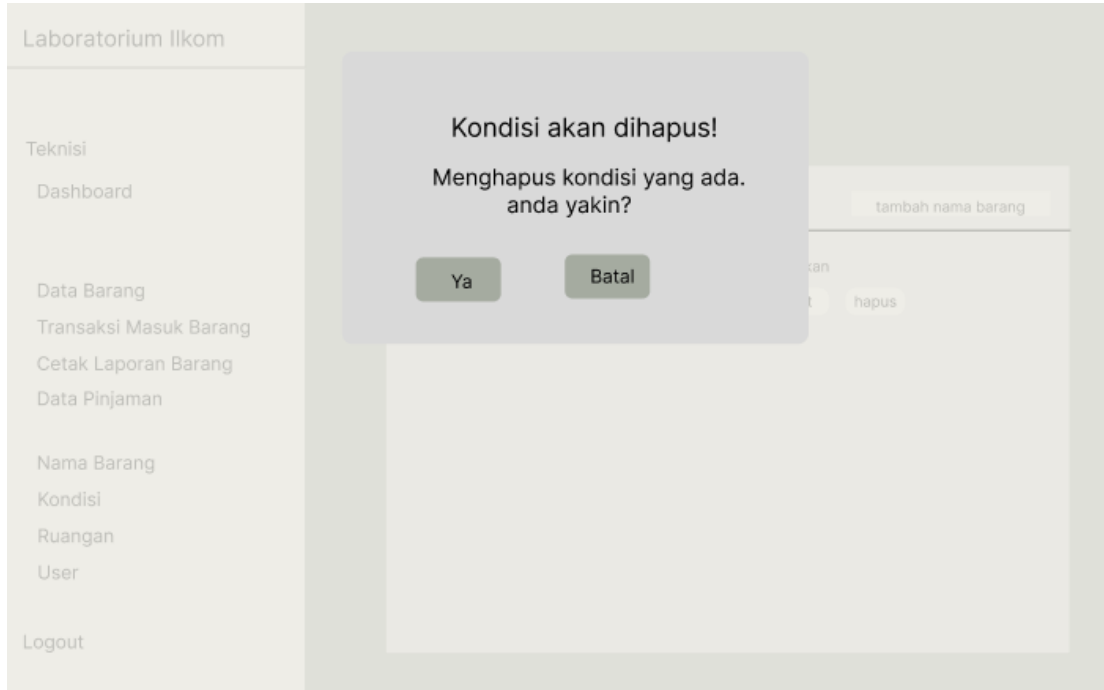 Laboratorium Ilkom
Teknisi
Dashboard
Data Barang
Transaksi Masuk Barang
Cetak Laporan Barang
Data Pinjaman
Nama Barang
Kondisi
Ruangan
User
Logout
Kondisi akan dihapus!
Menghapus kondisi yang ada.
anda yakin?
Ya
Batal
tambah nama barang
hapus